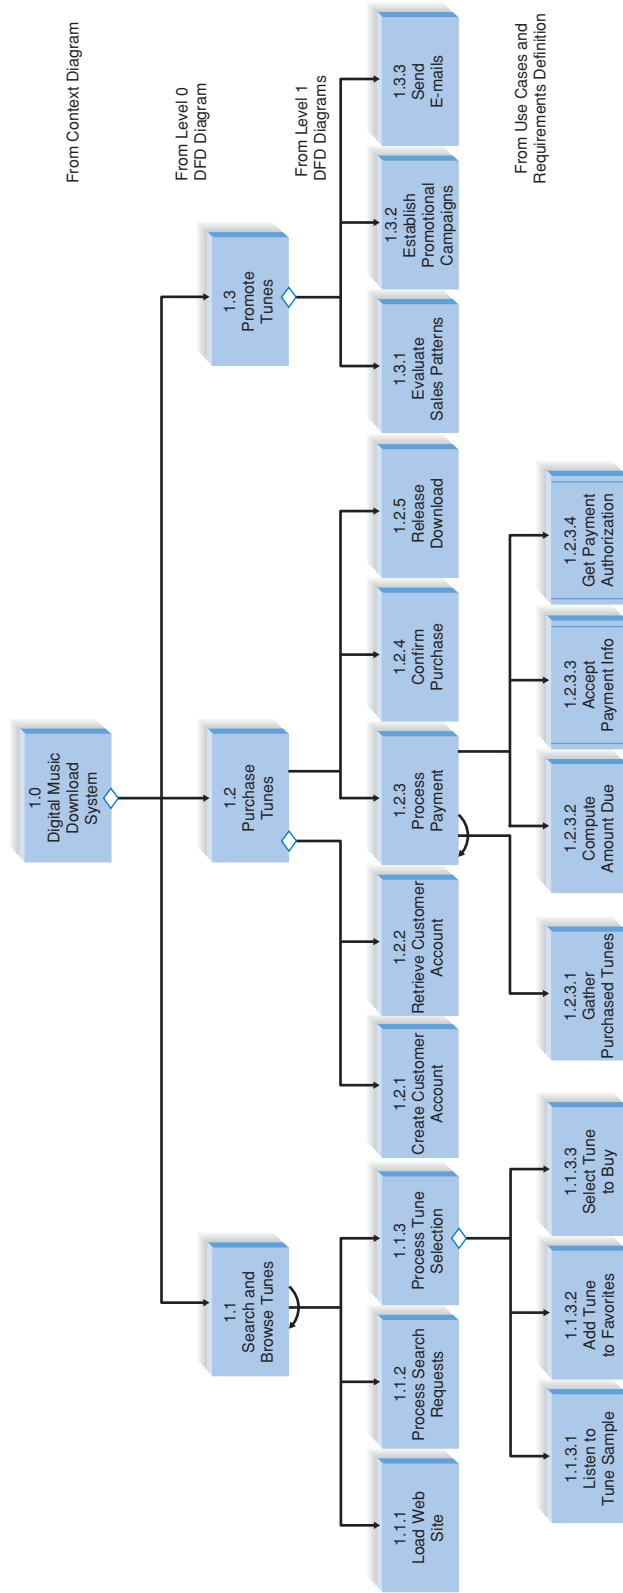 1.0
Digital Music
Download
System
From Context Diagram
1.1
Search and
Browse Tunes
1.2
Purchase
Tunes
1.3
Promote
Tunes
From Level 0
DFD Diagram
1.1.1
Load Web
Site
1.1.2
Process Search
Requests
1.1.3
Process Tune
Selection
1.2.1
Create Customer
Account
1.2.2
Retrieve Customer
Account
1.2.3
Process
Payment
1.2.4
Confirm
Purchase
1.2.5
Release
Download
1.3.1
Evaluate
Sales Patterns
1.3.2
Establish
Promotional
Campaigns
1.3.3
Send
E-mails
From Level 1
DFD Diagrams
1.1.3.1
Listen to
Tune Sample
1.1.3.2
Add Tune
to Favorites
1.1.3.3
Select Tune
to Buy
1.2.3.1
Gather
Purchased Tunes
1.2.3.2
Compute
Amount Due
1.2.3.3
Accept
Payment Info
1.2.3.4
Get Payment
Authorization
From Use Cases and
Requirements Definition